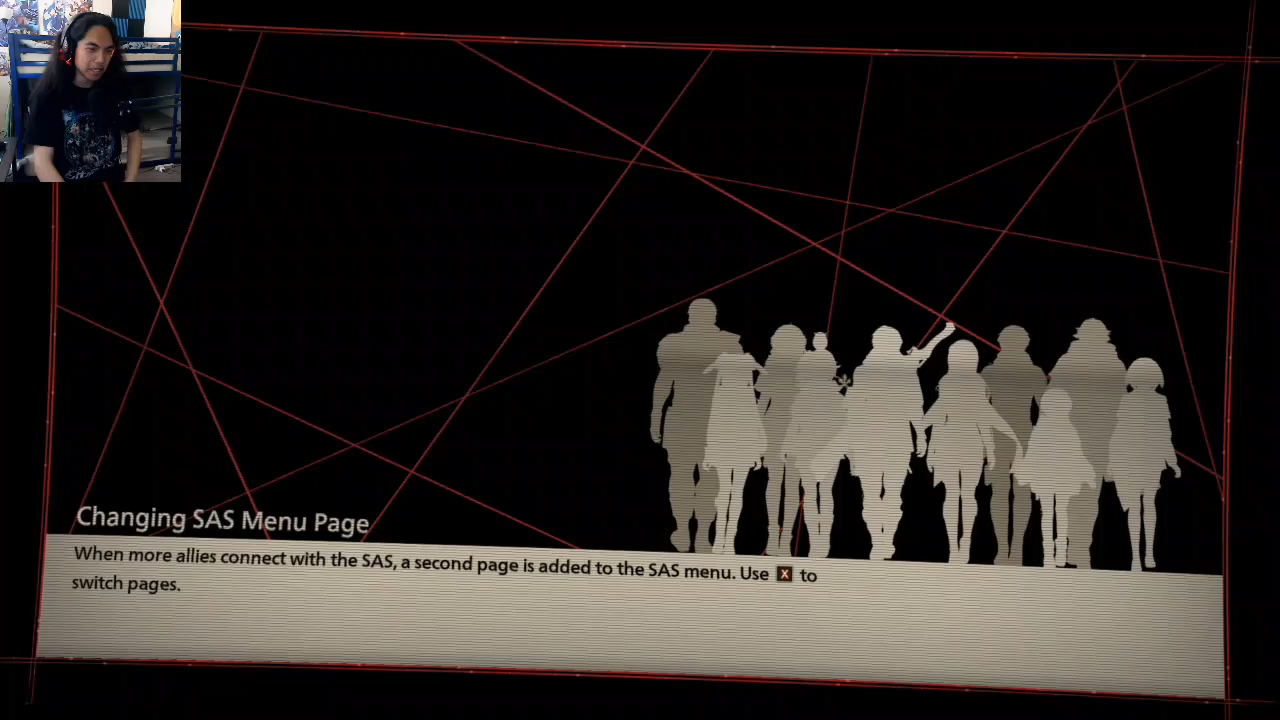 Changing SAS Menu Page
When more allies connect with the SAS, a second page is added to the SAS menu. Use X to
switch pages.